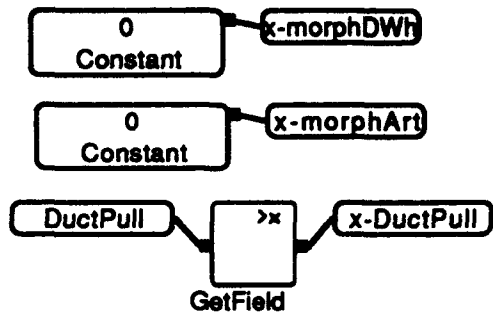 0
Constant
x-morphDWh
0
Constant
x-morphArt
DuctPull
>x
x-DuctPull
GetField